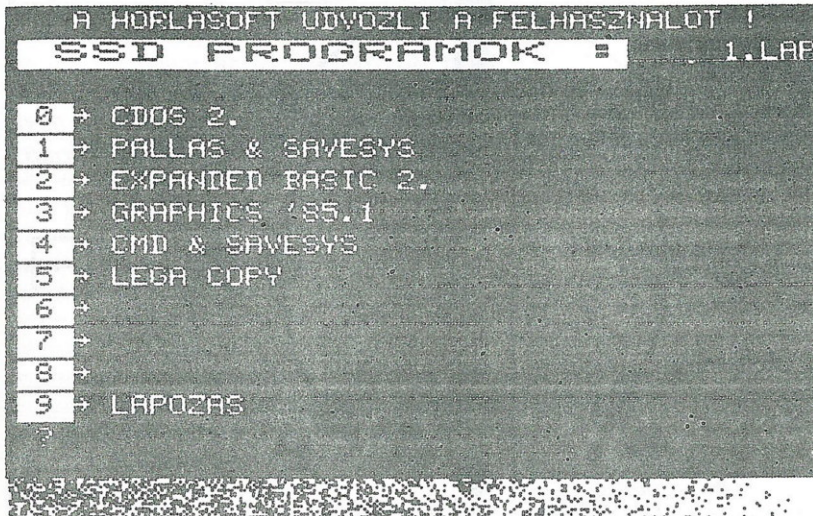 A HORLASOFT UDVOZLI A FELHASZNALOT !
SSD PROGRAMOK : 1.LAP
0 → CDOS 2.
1 → PALLAS & SAVESYS
2 → EXPANDED BASIC 2.
3 → GRAPHICS '85.1
4 → CMD & SAVESYS
5 → LEGA COPY
6 →
7 →
8 →
9 → LAPOZAS
?